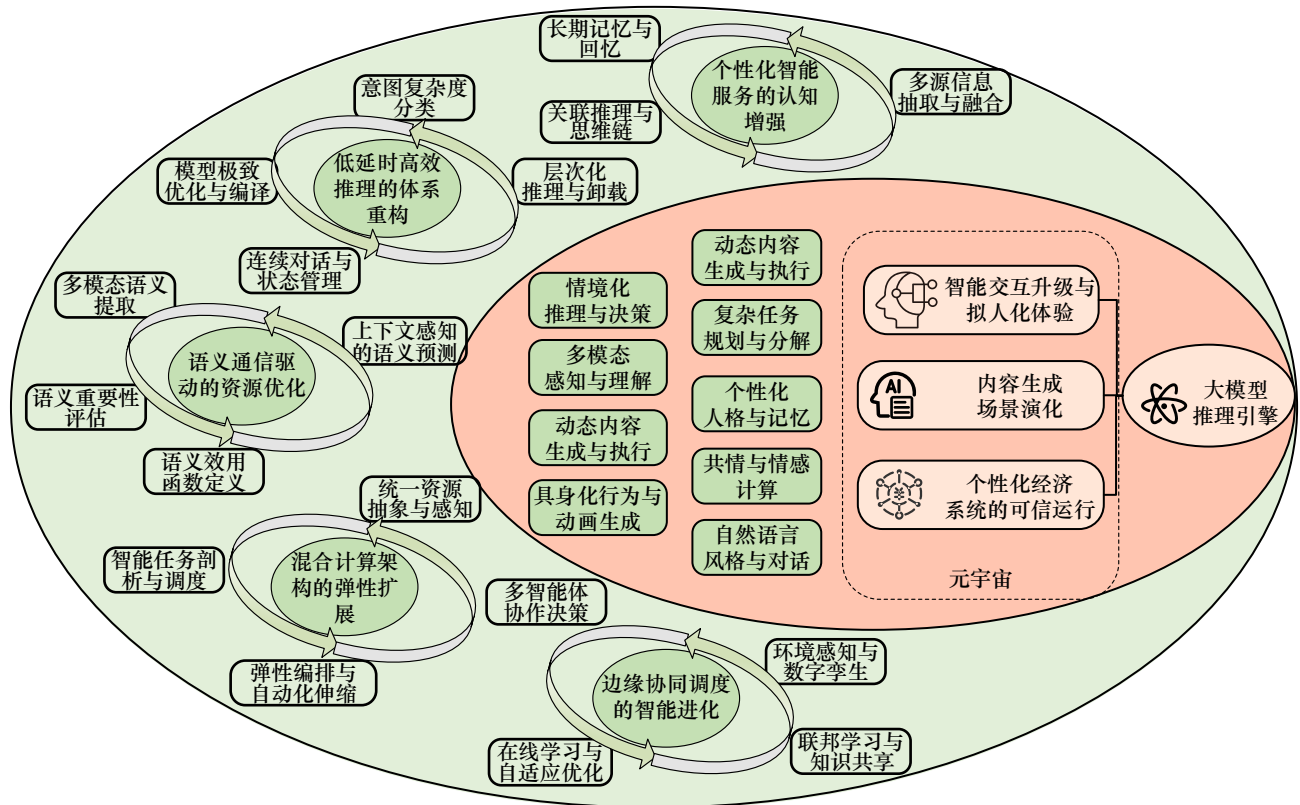 长期记忆与
回忆
个性化智能
服务的认知
增强
多源信息
抽取与融合
关联推理与
思维链
意图复杂度
分类
低延时高效
推理的体系
重构
模型极致
优化与编译
层次化
推理与卸载
连续对话与
状态管理
多模态语义
提取
上下文感知
的语义预测
语义通信驱
动的资源优化
语义重要性
评估
语义效用
函数定义
统一资源
抽象与感知
智能任务剖
析与调度
混合计算架
构的弹性扩
展
弹性编排与
自动化伸缩
多智能体
协作决策
环境感知与
数字孪生
边缘协同调度
的智能进化
在线学习与
自适应优化
联邦学习与
知识共享
情境化
推理与决策
多模态
感知与理解
动态内容
生成与执行
具身化行为与
动画生成
动态内容
生成与执行
复杂任务
规划与分解
个性化
人格与记忆
共情与情感
计算
自然语言
风格与对话
智能交互升级与
拟人化体验
AI
内容生成
场景演化
个性化经济
系统的可信运行
元宇宙
大模型
推理引擎